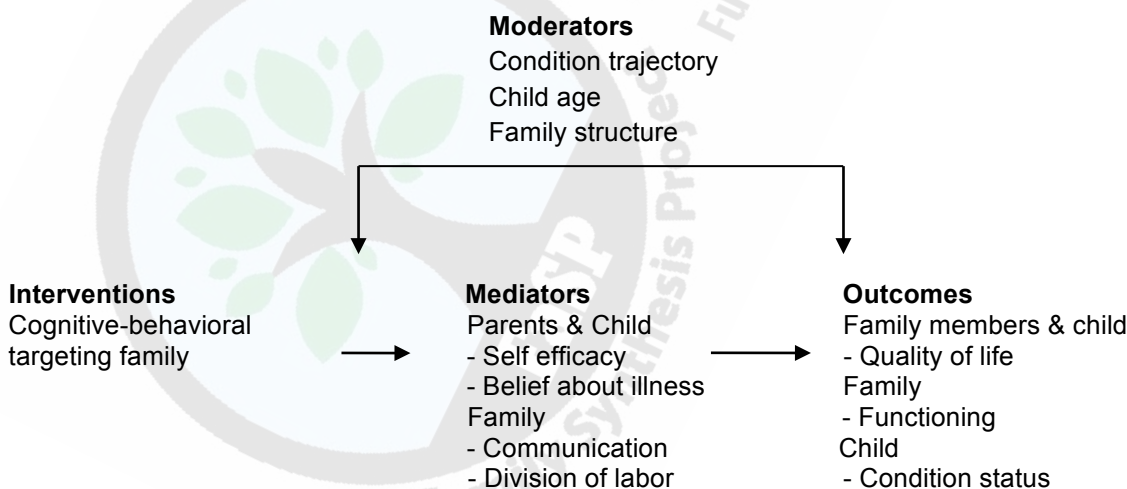 Moderators
Condition trajectory
Child age
Family structure
Interventions
Cognitive-behavioral
targeting family
Mediators
Parents & Child
- Self efficacy
- Belief about illness
Family
- Communication
- Division of labor
Outcomes
Family members & child
- Quality of life
Family
- Functioning
Child
- Condition status